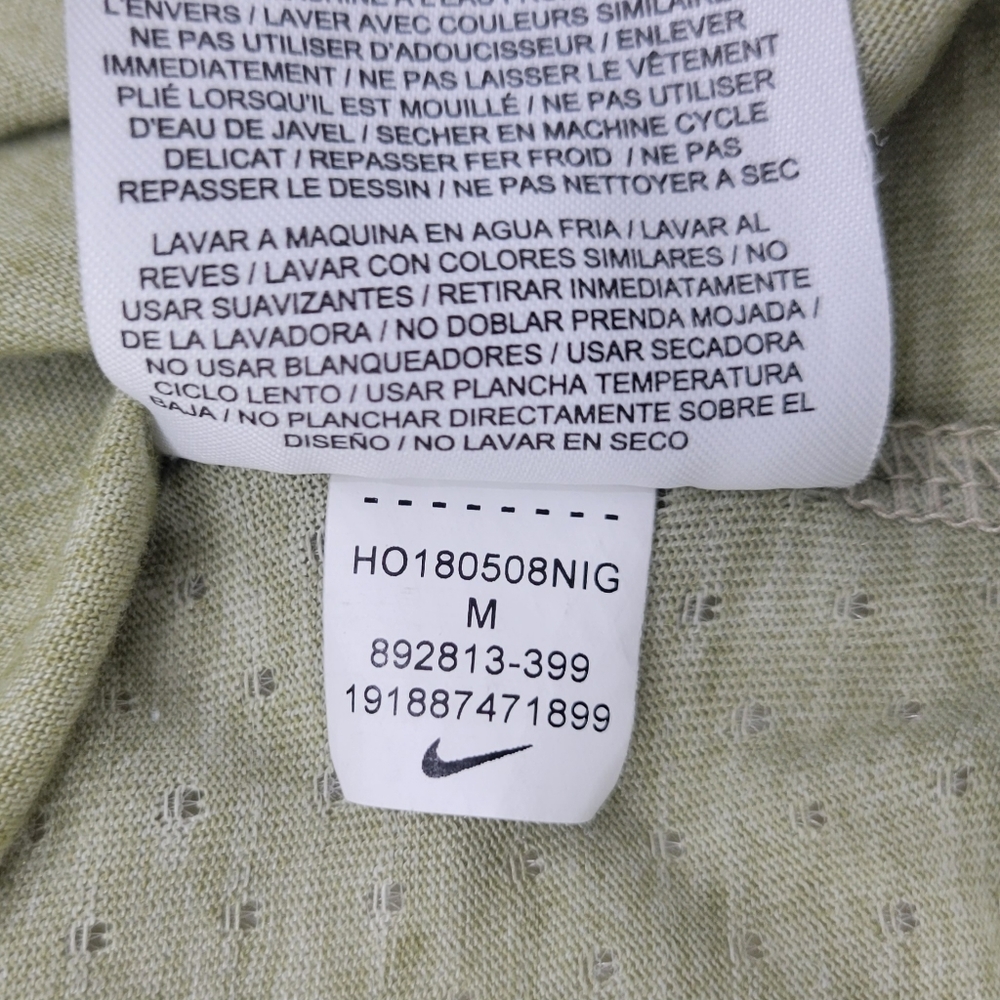 L'ENVERS / LAVER AVEC COULEURS SIMILAIRES
NE PAS UTILISER D'ADOUCISSEUR / ENLEVER
IMMEDIATEMENT / NE PAS LAISSER LE VÊTEMENT
PLIÉ LORSQU'IL EST MOUILLÉ / NE PAS UTILISER
D'EAU DE JAVEL / SECHER EN MACHINE CYCLE
DELICAT / REPASSER FER FROID / NE PAS
REPASSER LE DESSIN / NE PAS NETTOYER A SEC
LAVAR A MAQUINA EN AGUA FRIA / LAVAR AL
REVES / LAVAR CON COLORES SIMILARES / NO
USAR SUAVIZANTES / RETIRAR INMEDIATAMENTE
DE LA LAVADORA / NO DOBLAR PRENDA MOJADA /
NO USAR BLANQUEADORES / USAR SECADORA
CICLO LENTO / USAR PLANCHA TEMPERATURA
BAJA / NO PLANCHAR DIRECTAMENTE SOBRE EL
DISEÑO / NO LAVAR EN SECO
HO180508NIG
M
892813-399
191887471899